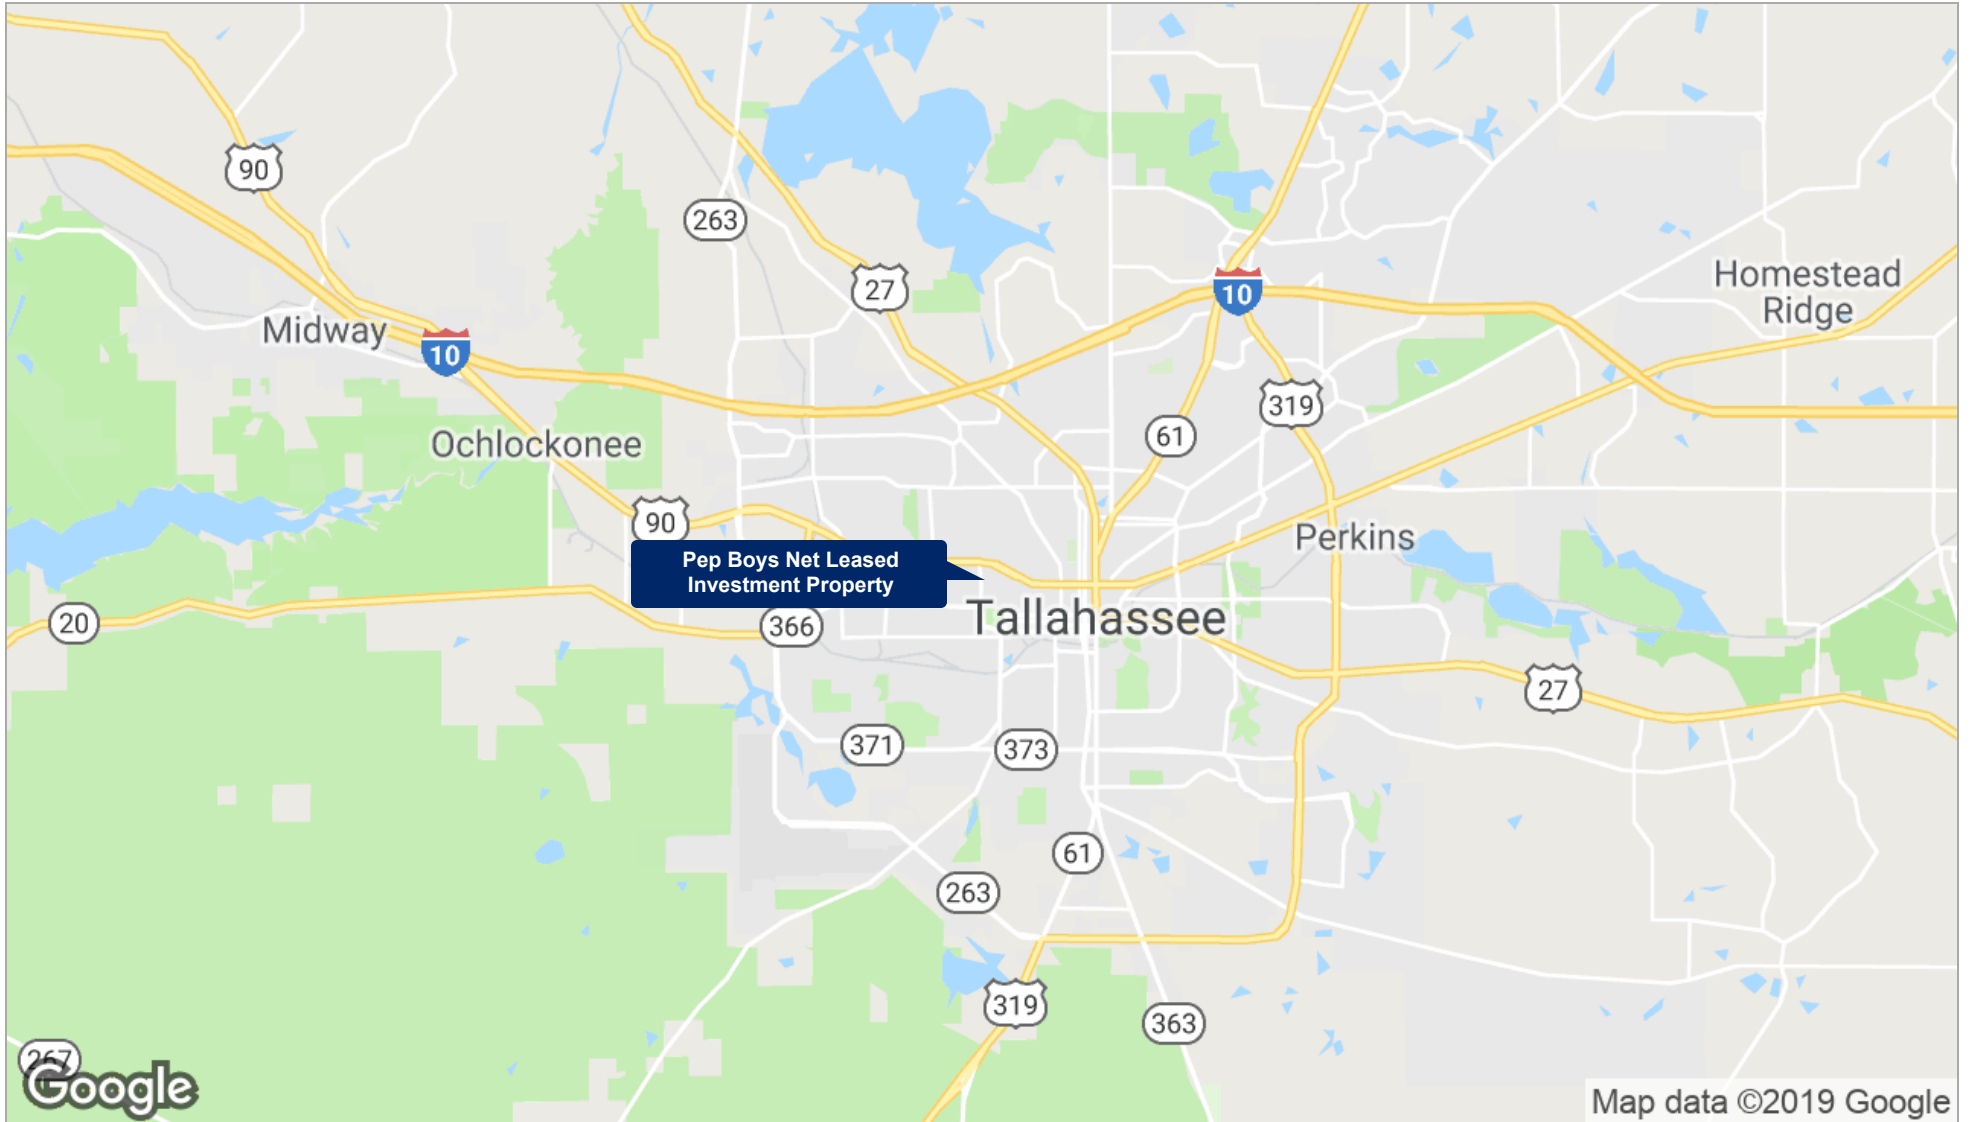 90
263
27
10
Homestead
Ridge
Midway
10
319
61
Ochlockonee
90
Perkins
Pep Boys Net Leased
Investment Property
20
366
Tallahassee
27
371
373
61
263
319
363
267
Google
Map data ©2019 Google